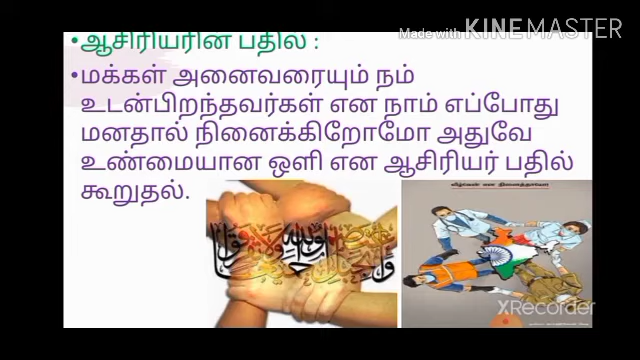 Made with KINEMASTER
•ஆசிரியரின் பதில் :
•மக்கள் அனைவரையும் நம்
உடன்பிறந்தவர்கள் என நாம் எப்போது
மனதால் நினைக்கிறோமோ அதுவே
உண்மையான ஒளி என ஆசிரியர் பதில்
கூறுதல்.
வீழ்வேன் என நினைத்தாயோ
XRecorder